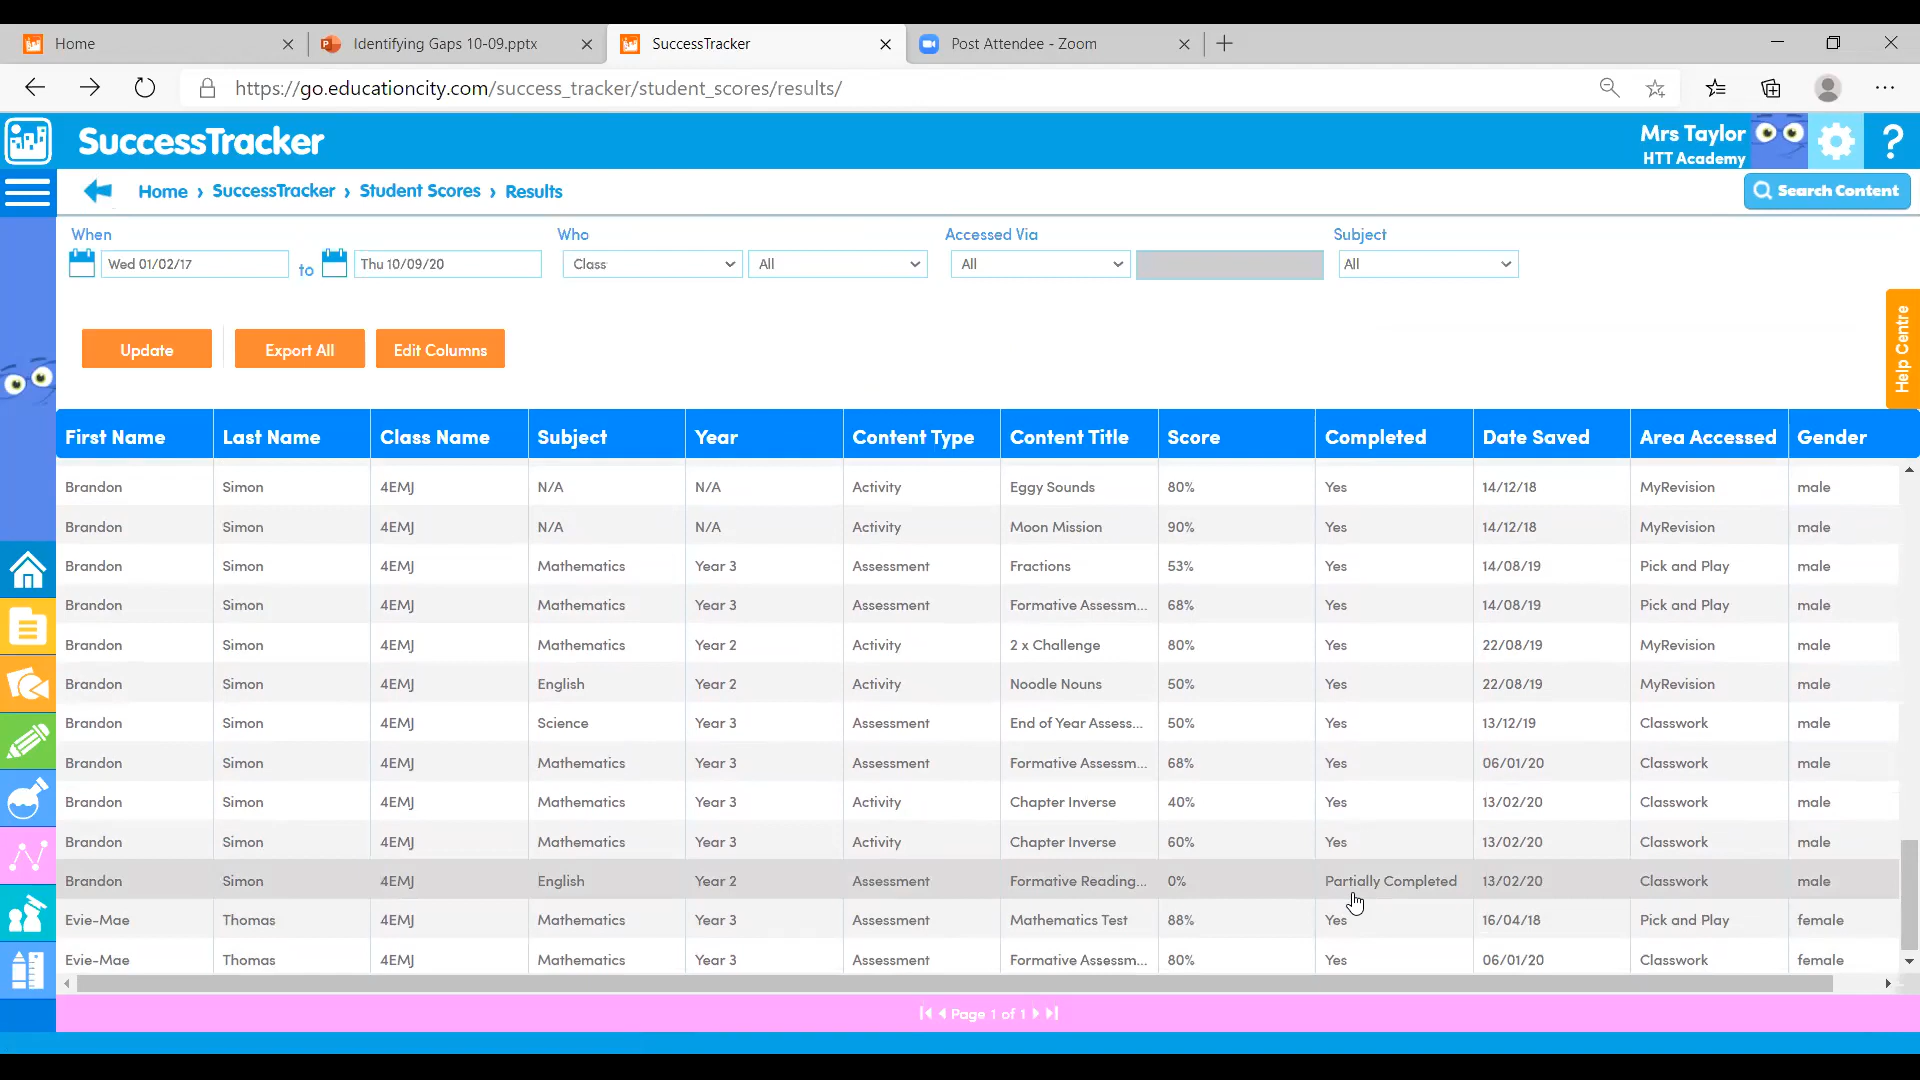 Home
Identifying Gaps 10-09.pptx
SuccessTracker
Post Attendee - Zoom
https://go.educationcity.com/success_tracker/student_scores/results/
SuccessTracker
Mrs Taylor
HTT Academy
?
Home › SuccessTracker › Student Scores › Results
Search Content
When Who Accessed Via Subject
Wed 01/02/17 to Thu 10/09/20 Class All All All
Update Export All Edit Columns
Help Centre
First Name Last Name Class Name Subject Year Content Type Content Title Score Completed Date Saved Area Accessed Gender
Brandon Simon 4EMJ N/A N/A Activity Eggy Sounds 80% Yes 14/12/18 MyRevision male
Brandon Simon 4EMJ N/A N/A Activity Moon Mission 90% Yes 14/12/18 MyRevision male
Brandon Simon 4EMJ Mathematics Year 3 Assessment Fractions 53% Yes 14/08/19 Pick and Play male
Brandon Simon 4EMJ Mathematics Year 3 Assessment Formative Assessm... 68% Yes 14/08/19 Pick and Play male
Brandon Simon 4EMJ Mathematics Year 2 Activity 2 x Challenge 80% Yes 22/08/19 MyRevision male
Brandon Simon 4EMJ English Year 2 Activity Noodle Nouns 50% Yes 22/08/19 MyRevision male
Brandon Simon 4EMJ Science Year 3 Assessment End of Year Assess... 50% Yes 13/12/19 Classwork male
Brandon Simon 4EMJ Mathematics Year 3 Assessment Formative Assessm... 68% Yes 06/01/20 Classwork male
Brandon Simon 4EMJ Mathematics Year 3 Activity Chapter Inverse 40% Yes 13/02/20 Classwork male
Brandon Simon 4EMJ Mathematics Year 3 Activity Chapter Inverse 60% Yes 13/02/20 Classwork male
Brandon Simon 4EMJ English Year 2 Assessment Formative Reading... 0% Partially Completed 13/02/20 Classwork male
Evie-Mae Thomas 4EMJ Mathematics Year 3 Assessment Mathematics Test 88% Yes 16/04/18 Pick and Play female
Evie-Mae Thomas 4EMJ Mathematics Year 3 Assessment Formative Assessm... 80% Yes 06/01/20 Classwork female
Page 1 of 1